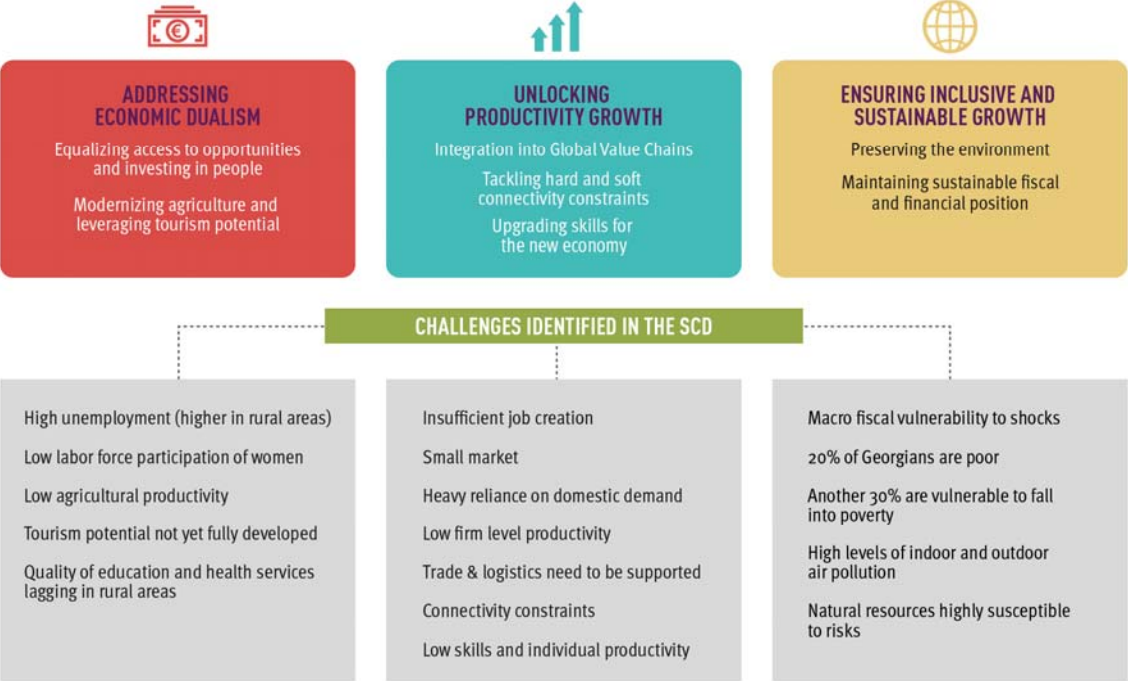 ADDRESSING
ECONOMIC DUALISM
Equalizing access to opportunities
and investing in people
Modernizing agriculture and
leveraging tourism potential
UNLOCKING
PRODUCTIVITY GROWTH
Integration into Global Value Chains
Tackling hard and soft
connectivity constraints
Upgrading skills for
the new economy
ENSURING INCLUSIVE AND
SUSTAINABLE GROWTH
Preserving the environment
Maintaining sustainable fiscal
and financial position
CHALLENGES IDENTIFIED IN THE SCD
High unemployment (higher in rural areas)
Low labor force participation of women
Low agricultural productivity
Tourism potential not yet fully developed
Quality of education and health services
lagging in rural areas
Insufficient job creation
Small market
Heavy reliance on domestic demand
Low firm level productivity
Trade & logistics need to be supported
Connectivity constraints
Low skills and individual productivity
Macro fiscal vulnerability to shocks
20% of Georgians are poor
Another 30% are vulnerable to fall
into poverty
High levels of indoor and outdoor
air pollution
Natural resources highly susceptible
to risks